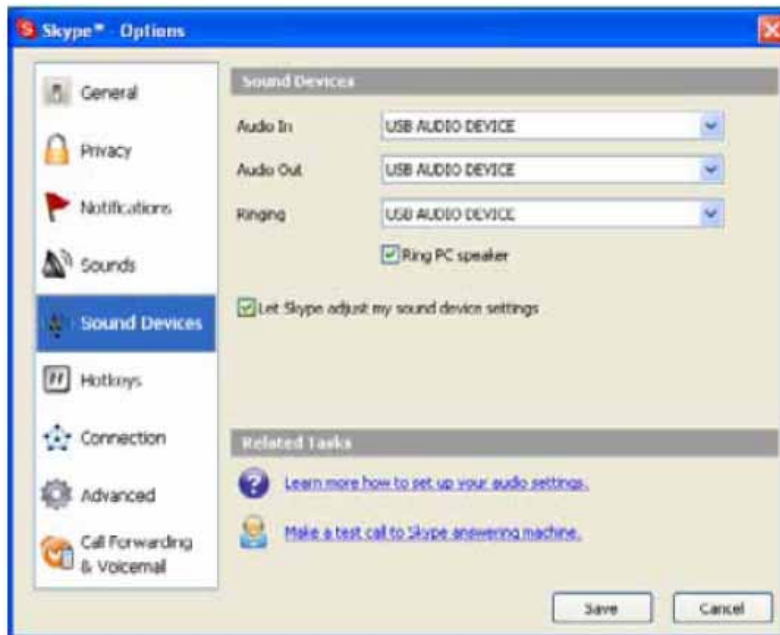 Skype™ - Options
General
Privacy
Notifications
Sounds
Sound Devices
Hotkeys
Connection
Advanced
Call Forwarding
& Voicemail
Sound Devices
Audio In
USB AUDIO DEVICE
Audio Out
USB AUDIO DEVICE
Ringing
USB AUDIO DEVICE
Ring PC speaker
Let Skype adjust my sound device settings
Related Tasks
Learn more how to set up your audio settings.
Make a test call to Skype answering machine.
Save
Cancel